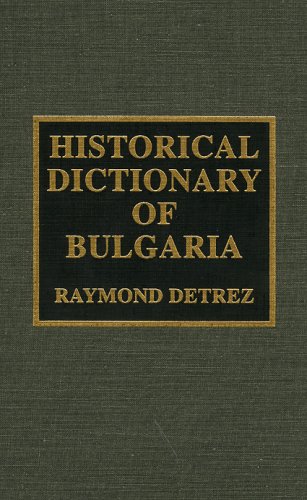 HISTORICAL
DICTIONARY
OF
BULGARIA
RAYMOND DETREZ